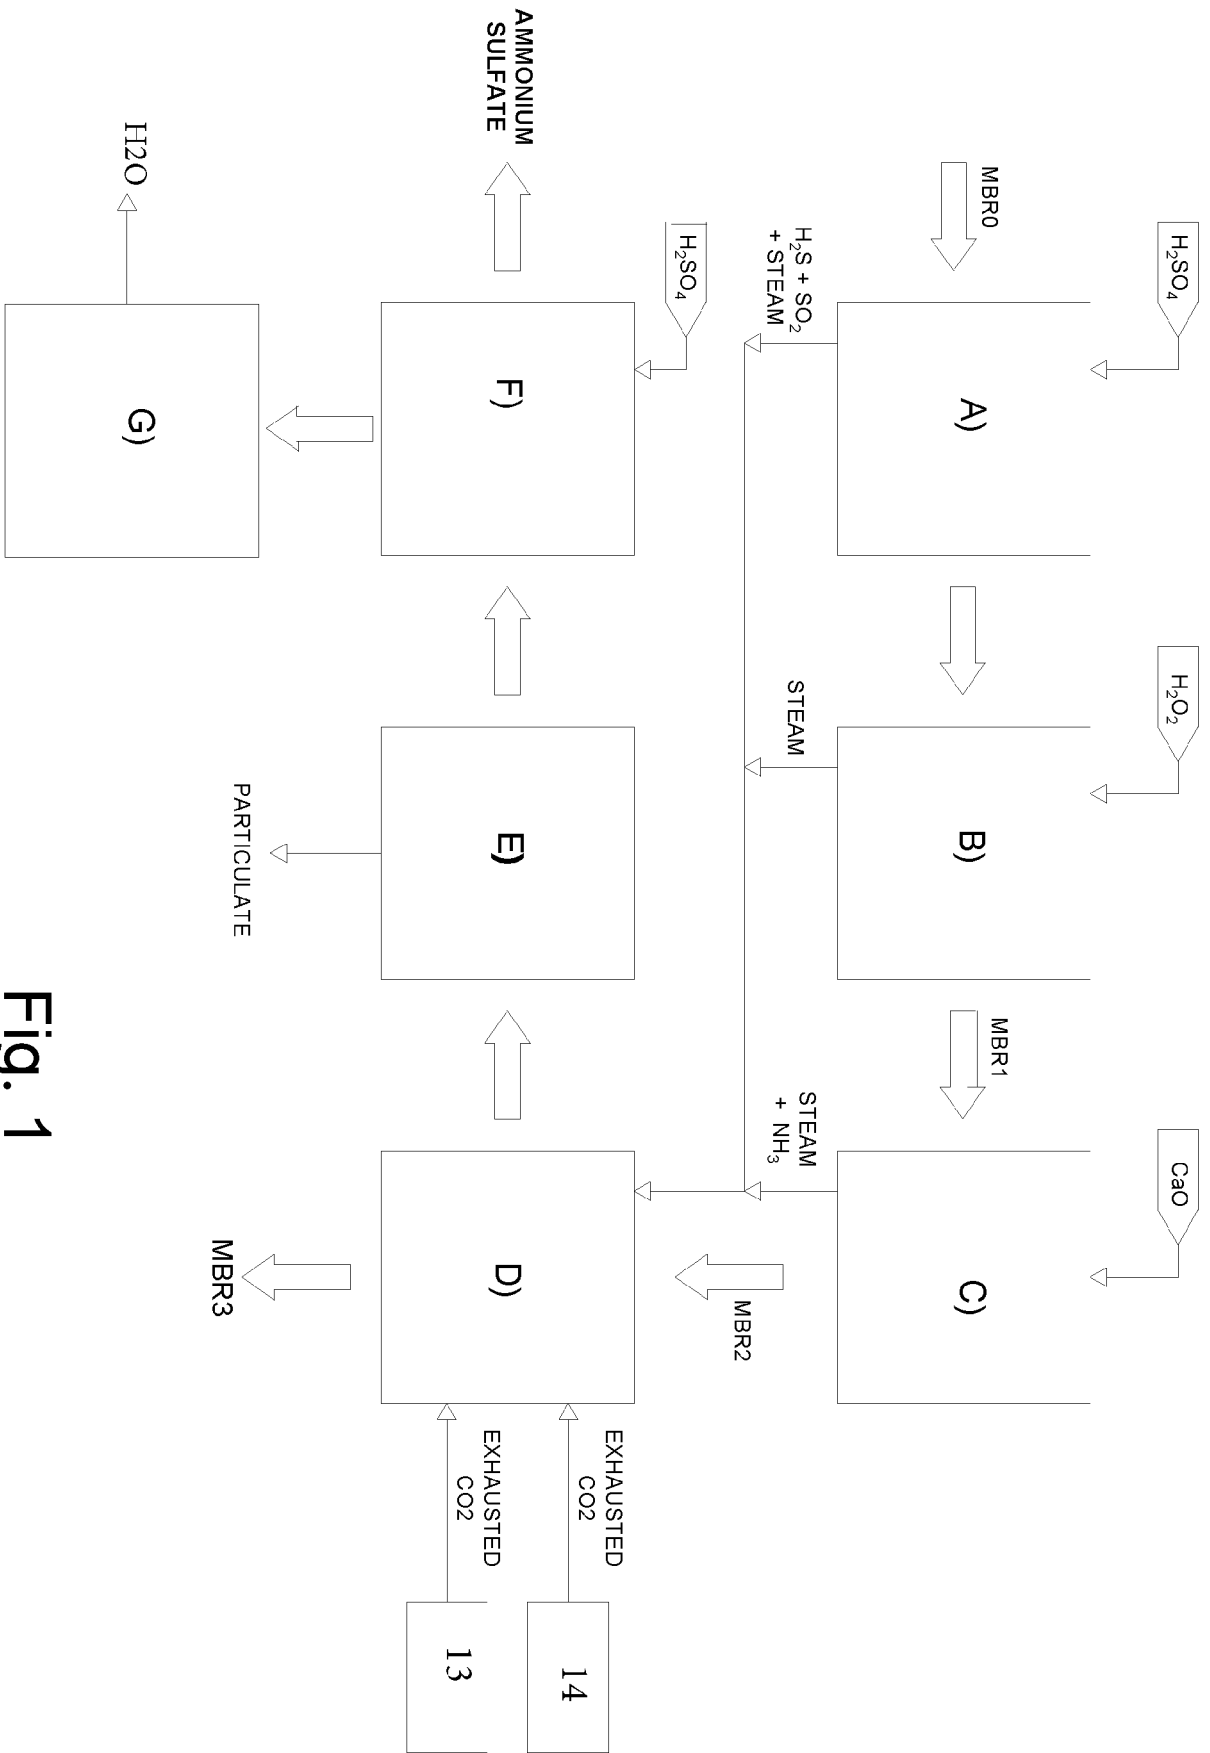 H2SO4
H2O2
CaO
MBR0
A)
B)
MBR1
C)
H2S + SO2
+ STEAM
STEAM
STEAM
+ NH3
MBR2
H2SO4
AMMONIUM
SULFATE
F)
E)
D)
EXHAUSTED
CO2
14
EXHAUSTED
CO2
13
PARTICULATE
MBR3
H2O
G)
Fig. 1